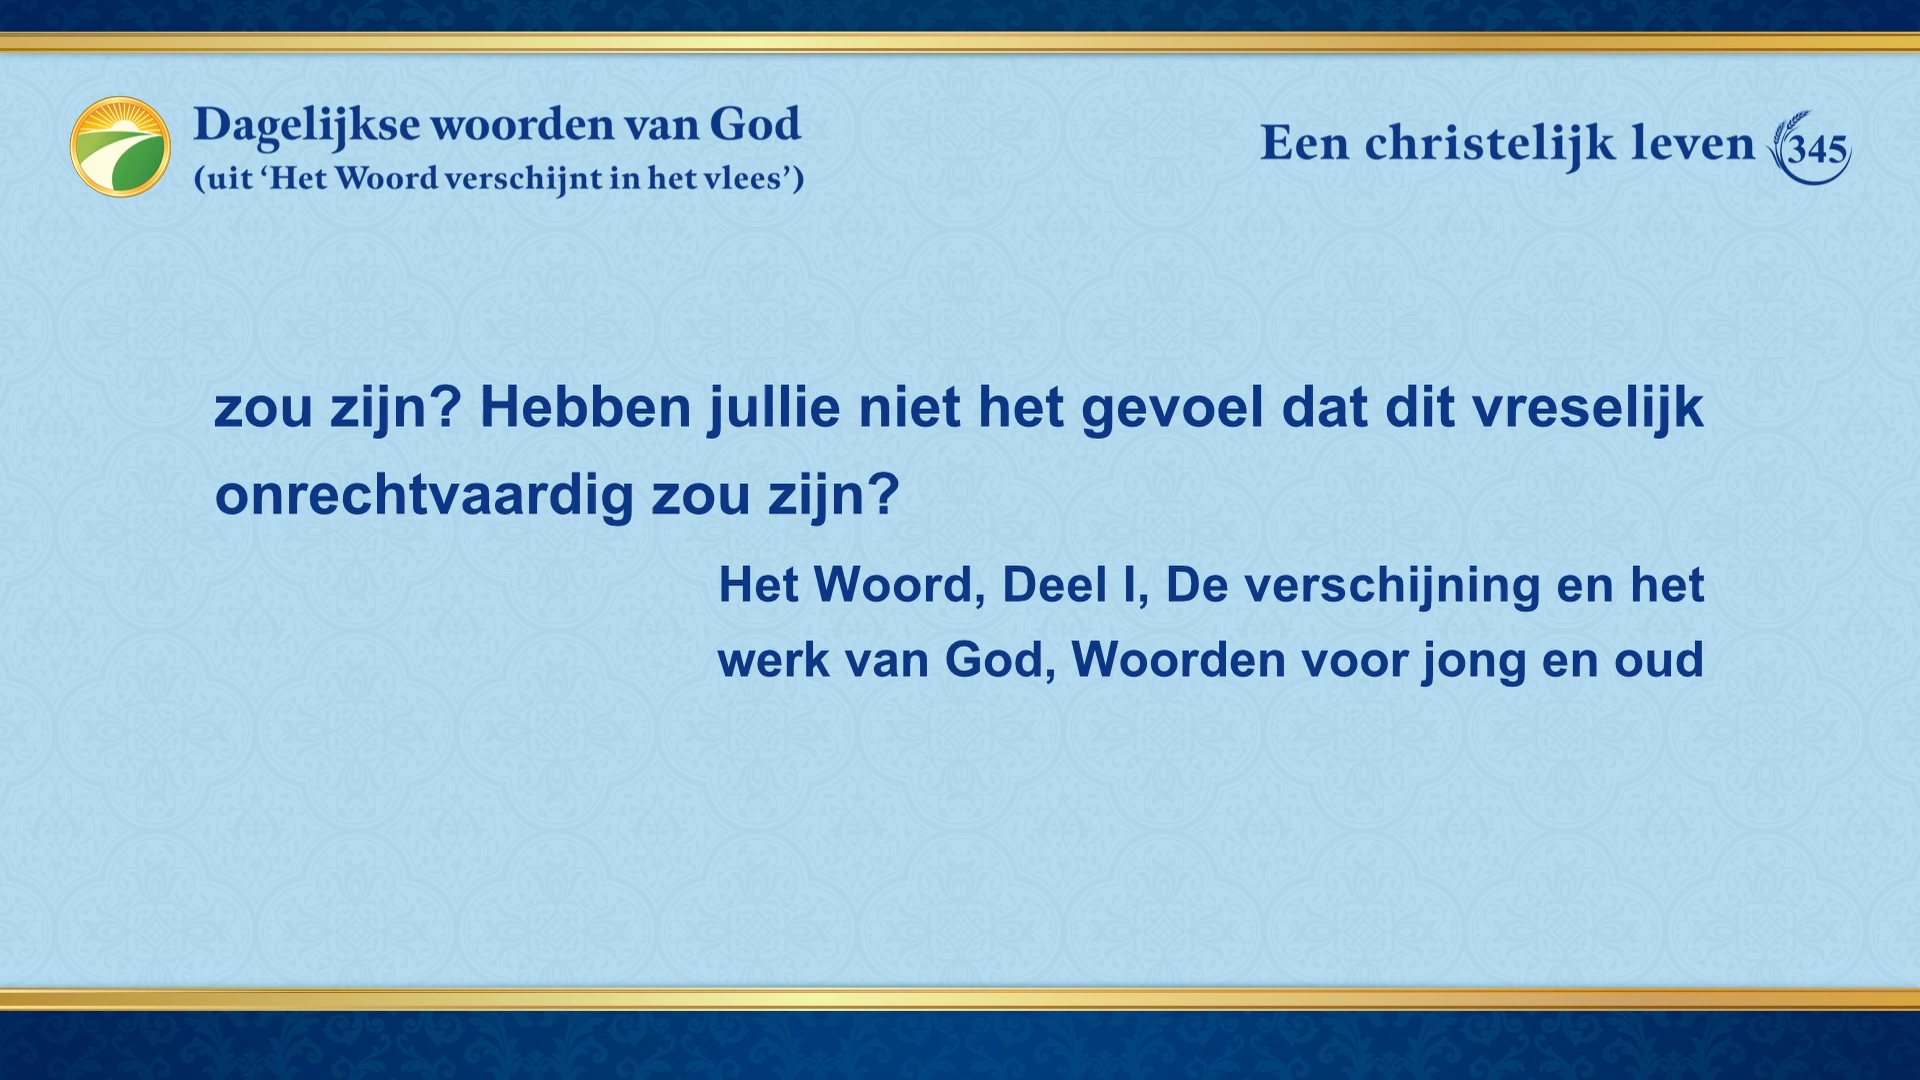 Dagelijkse woorden van God
(uit ‘Het Woord verschijnt in het vlees’)
Een christelijk leven 345
zou zijn? Hebben jullie niet het gevoel dat dit vreselijk
onrechtvaardig zou zijn?
Het Woord, Deel I, De verschijning en het
werk van God, Woorden voor jong en oud